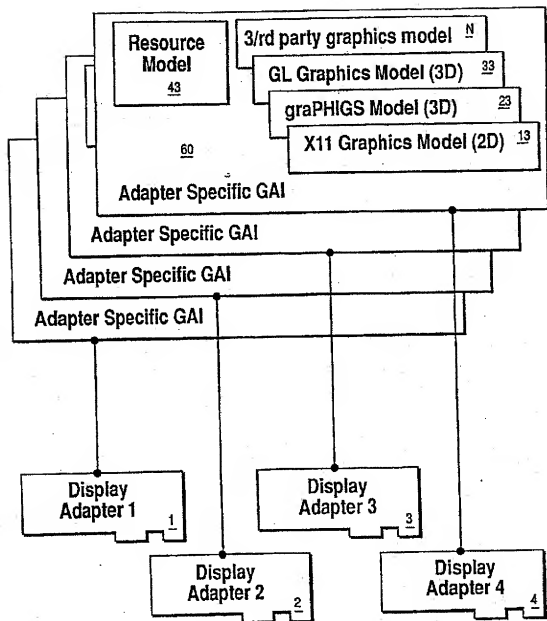 Resource
Model
43
3/rd party graphics model N
GL Graphics Model (3D) 33
graPHIGS Model (3D) 23
X11 Graphics Model (2D) 13
60
Adapter Specific GAI
Adapter Specific GAI
Adapter Specific GAI
Adapter Specific GAI
Display
Adapter 1
1
Display
Adapter 3
3
Display
Adapter 2
2
Display
Adapter 4
4